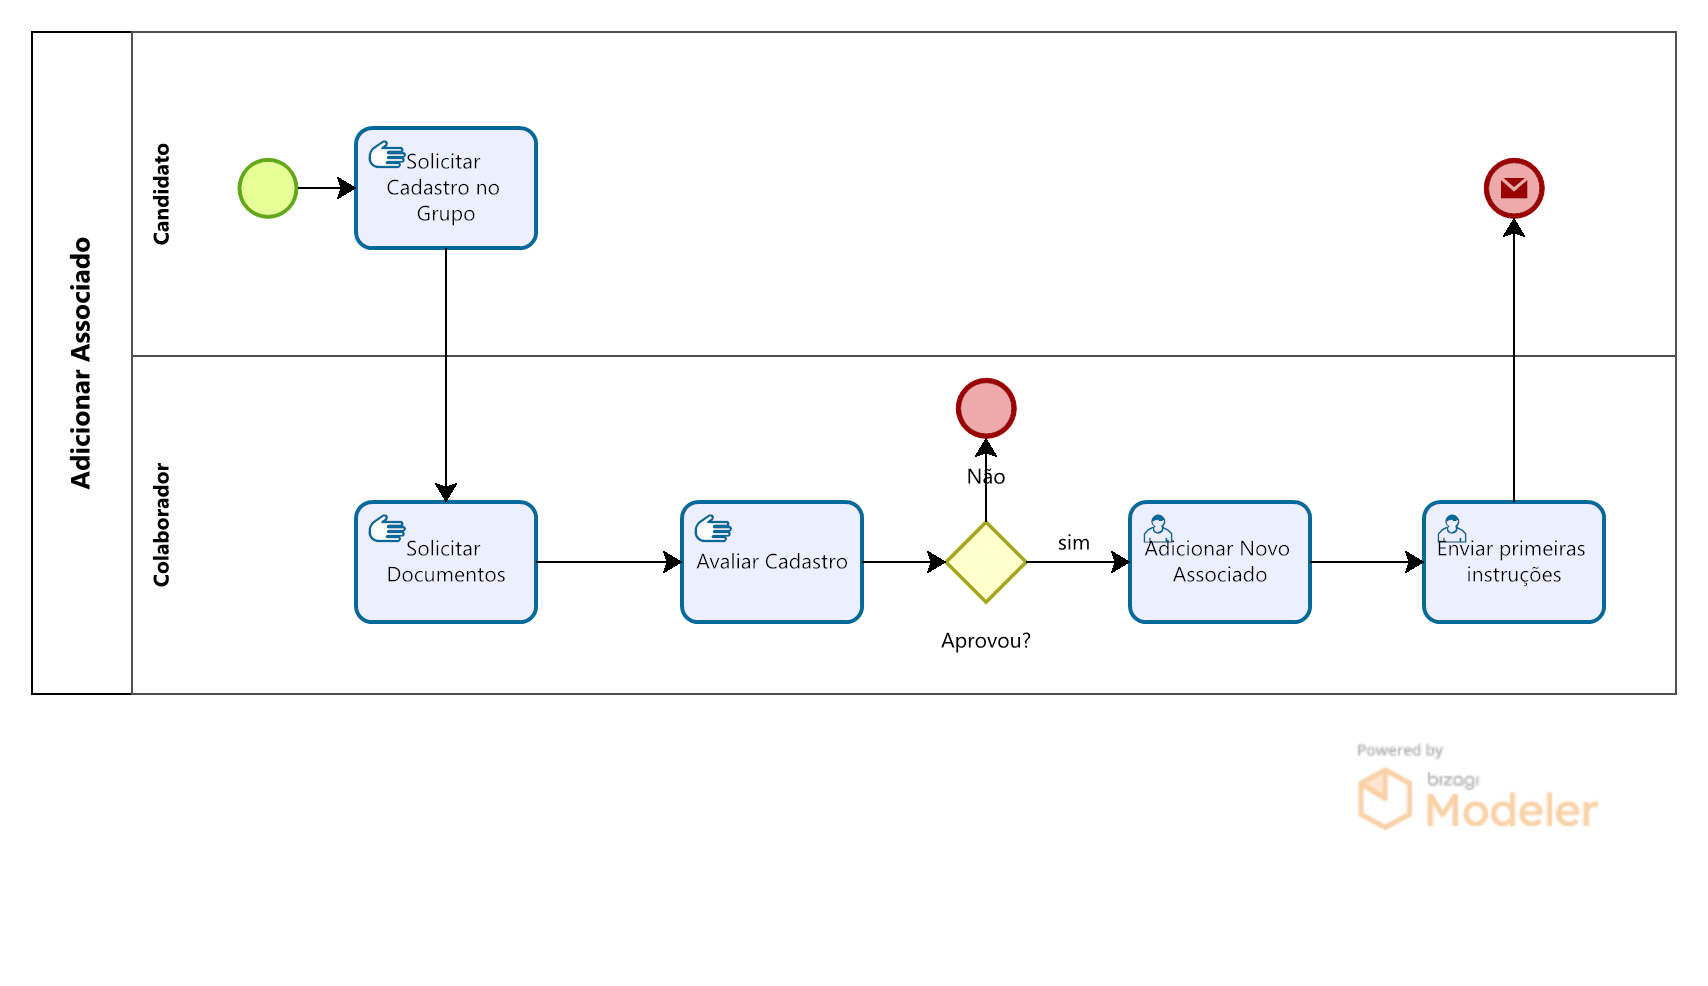 Adicionar Associado
Candidato
Solicitar
Cadastro no
Grupo
Colaborador
Solicitar
Documentos
Avaliar Cadastro
Não
Aprovou?
sim
Adicionar Novo
Associado
Enviar primeiras
instruções
Powered by
bizagi
Modeler